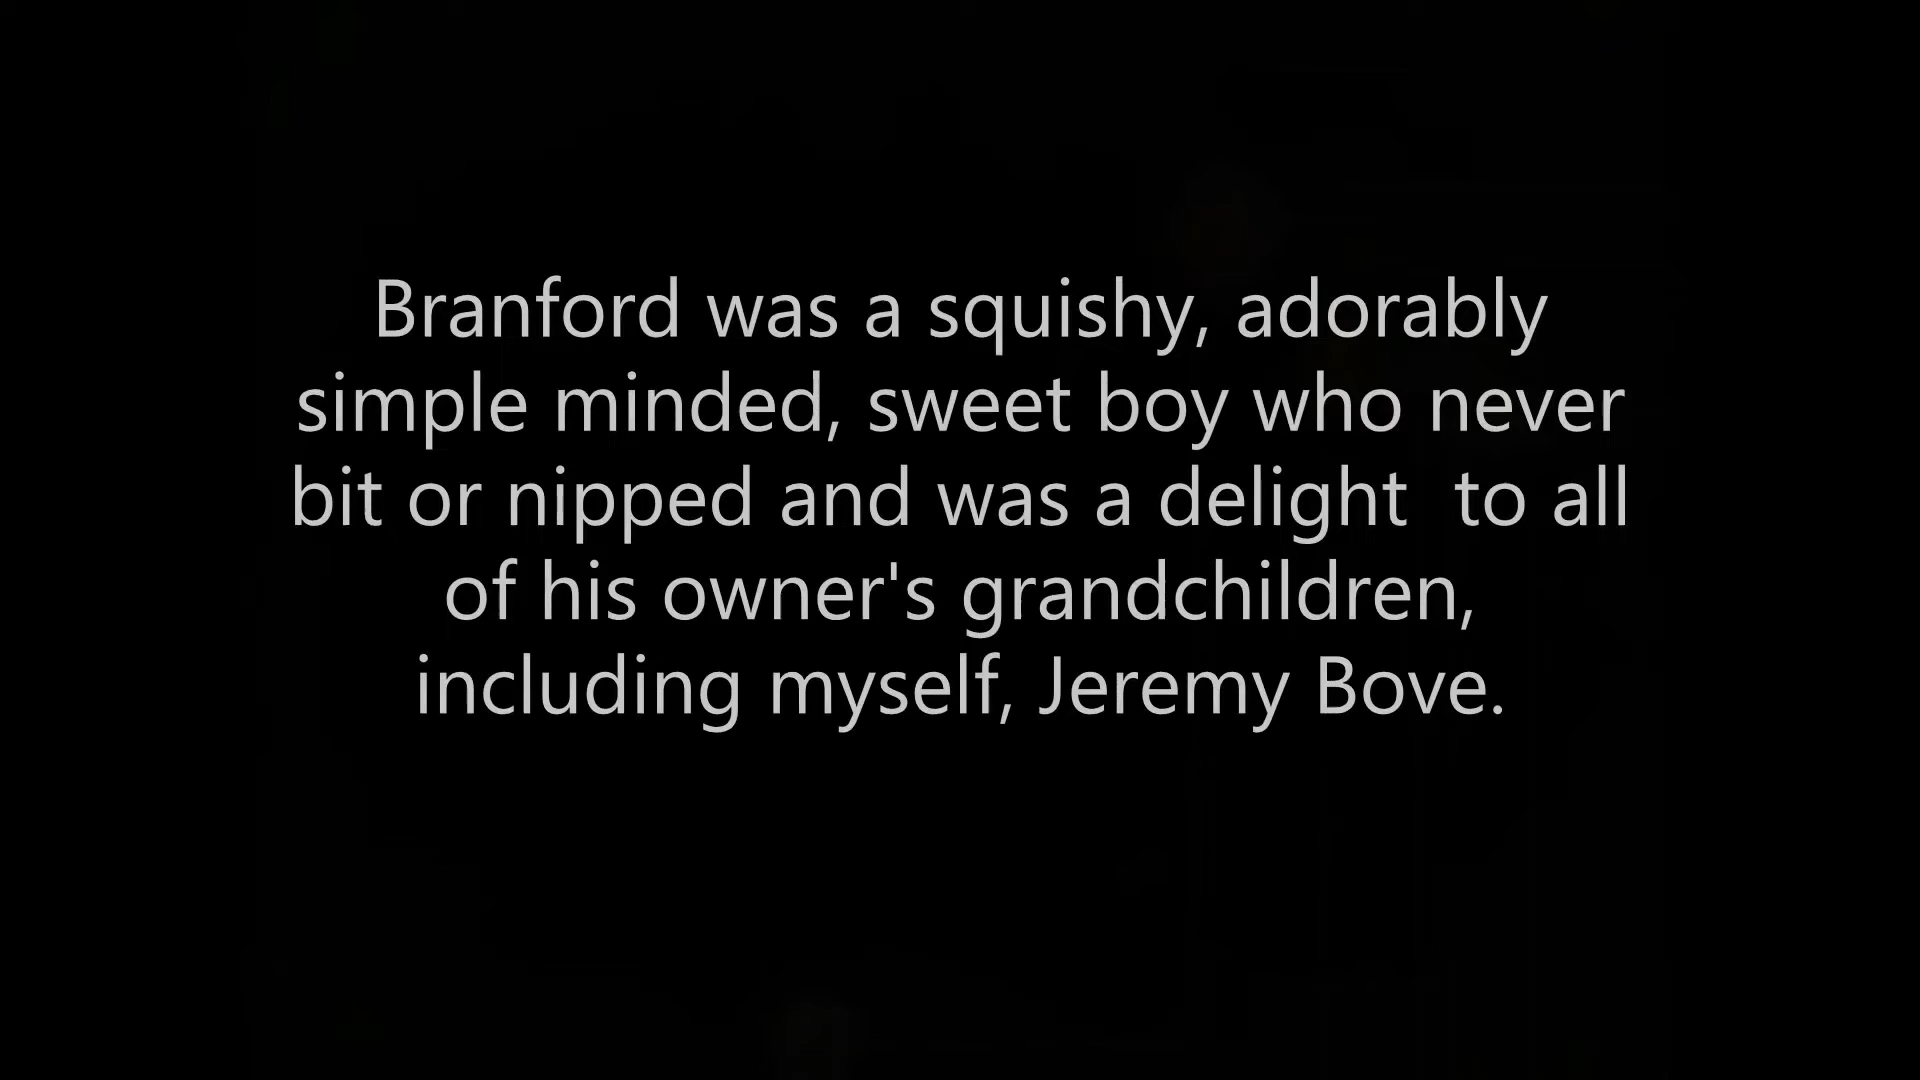 Branford was a squishy, adorably
simple minded, sweet boy who never
bit or nipped and was a delight  to all
of his owner's grandchildren,
including myself, Jeremy Bove.